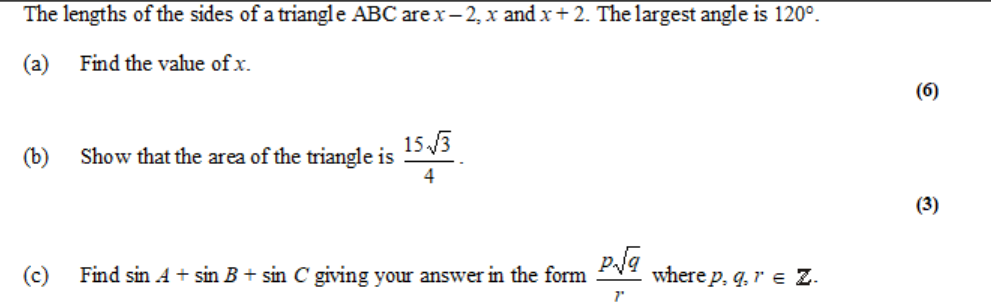 The lengths of the sides of a triangle ABC are x – 2, x and x + 2. The largest angle is 120°.
(a) Find the value of x.
(6)
(b) Show that the area of the triangle is 15√3/4.
(3)
(c) Find sin A + sin B + sin C giving your answer in the form p√q/r where p, q, r ∈ ℤ.